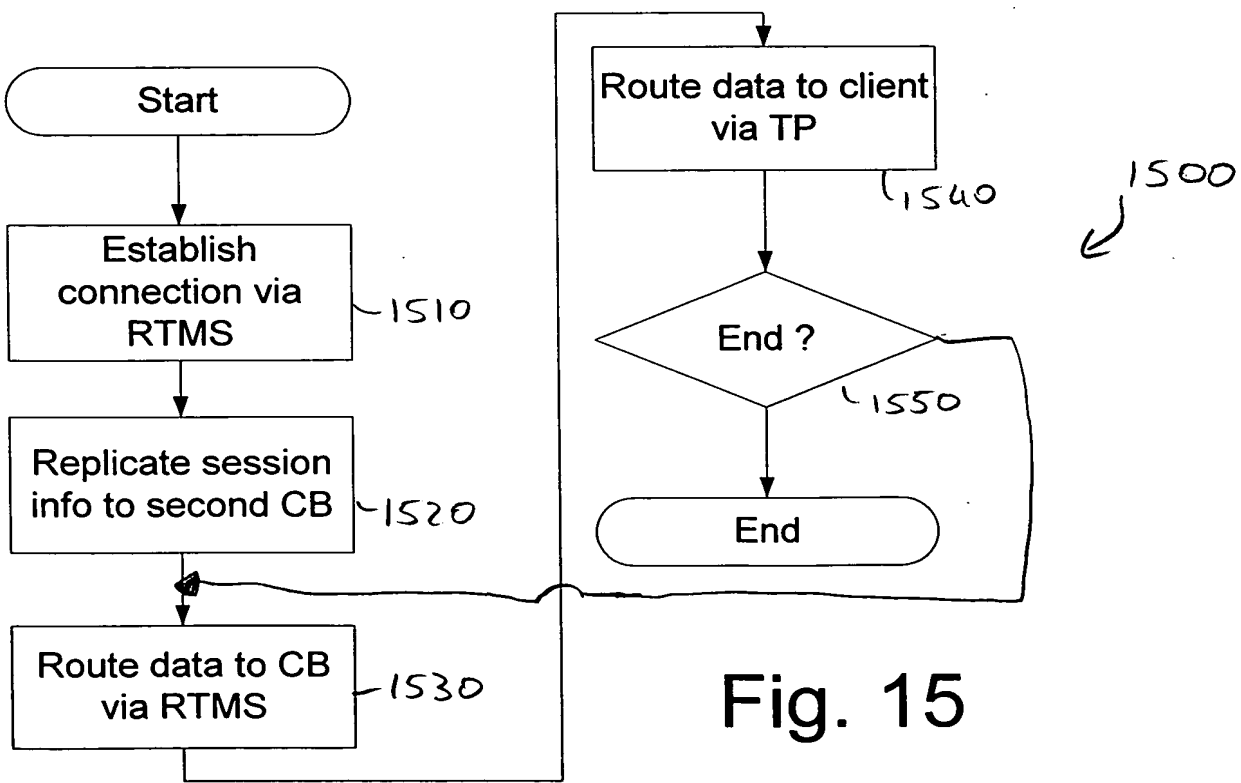 Start
Establish
connection via
RTMS
1510
Replicate session
info to second CB
1520
Route data to CB
via RTMS
1530
Route data to client
via TP
1540
End ?
1550
End
1500
Fig. 15